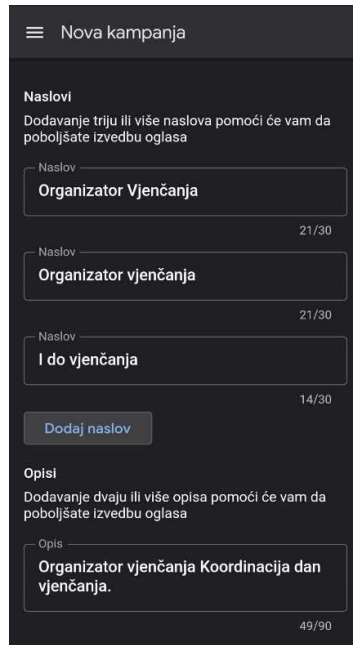 Nova kampanja
Naslovi
Dodavanje triju ili više naslova pomoći će vam da
poboljšate izvedbu oglasa
Naslov
Organizator Vjenčanja
21/30
Naslov
Organizator vjenčanja
21/30
Naslov
I do vjenčanja
14/30
Dodaj naslov
Opisi
Dodavanje dvaju ili više opisa pomoći će vam da
poboljšate izvedbu oglasa
Opis
Organizator vjenčanja Koordinacija dan
vjenčanja.
49/90